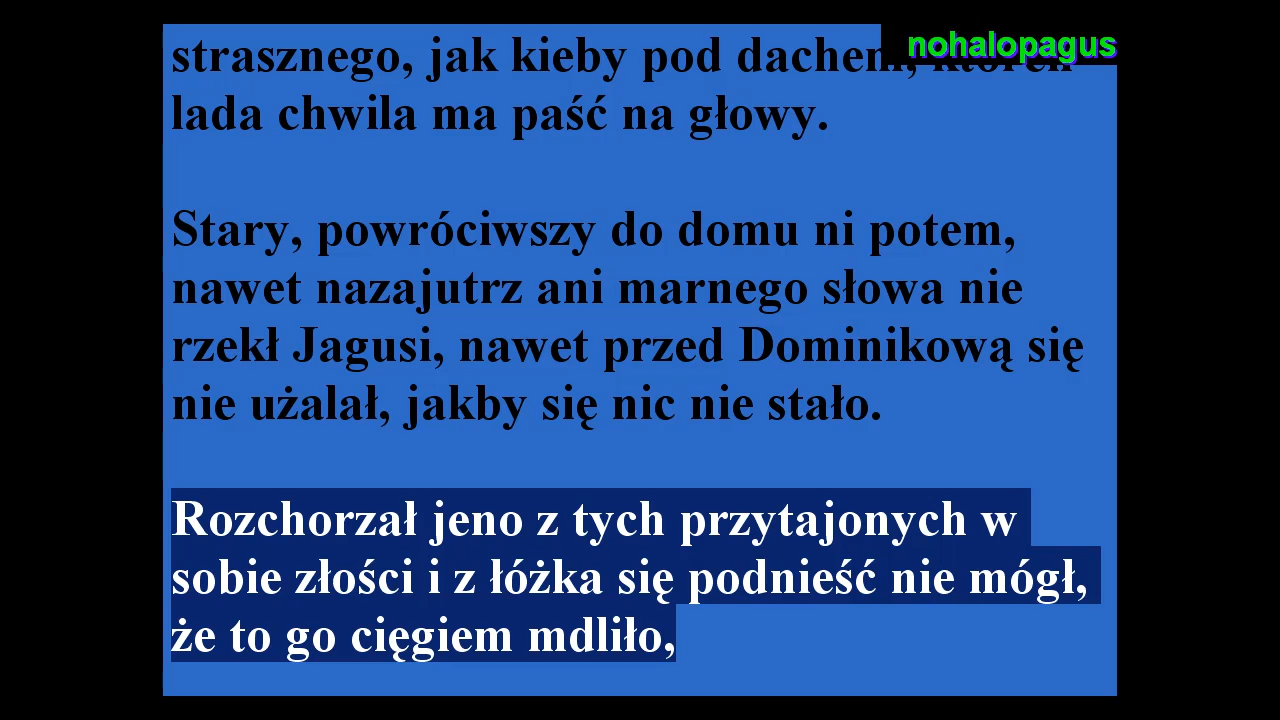 nohalopagus
strasznego, jak kieby pod dachem,
lada chwila ma paść na głowy.
Stary, powróciwszy do domu ni potem,
nawet nazajutrz ani marnego słowa nie
rzekł Jagusi, nawet przed Dominikową się
nie użalał, jakby się nic nie stało.
Rozchorzał jeno z tych przytajonych w
sobie złości i z łóżka się podnieść nie mógł,
że to go cięgiem mdliło,